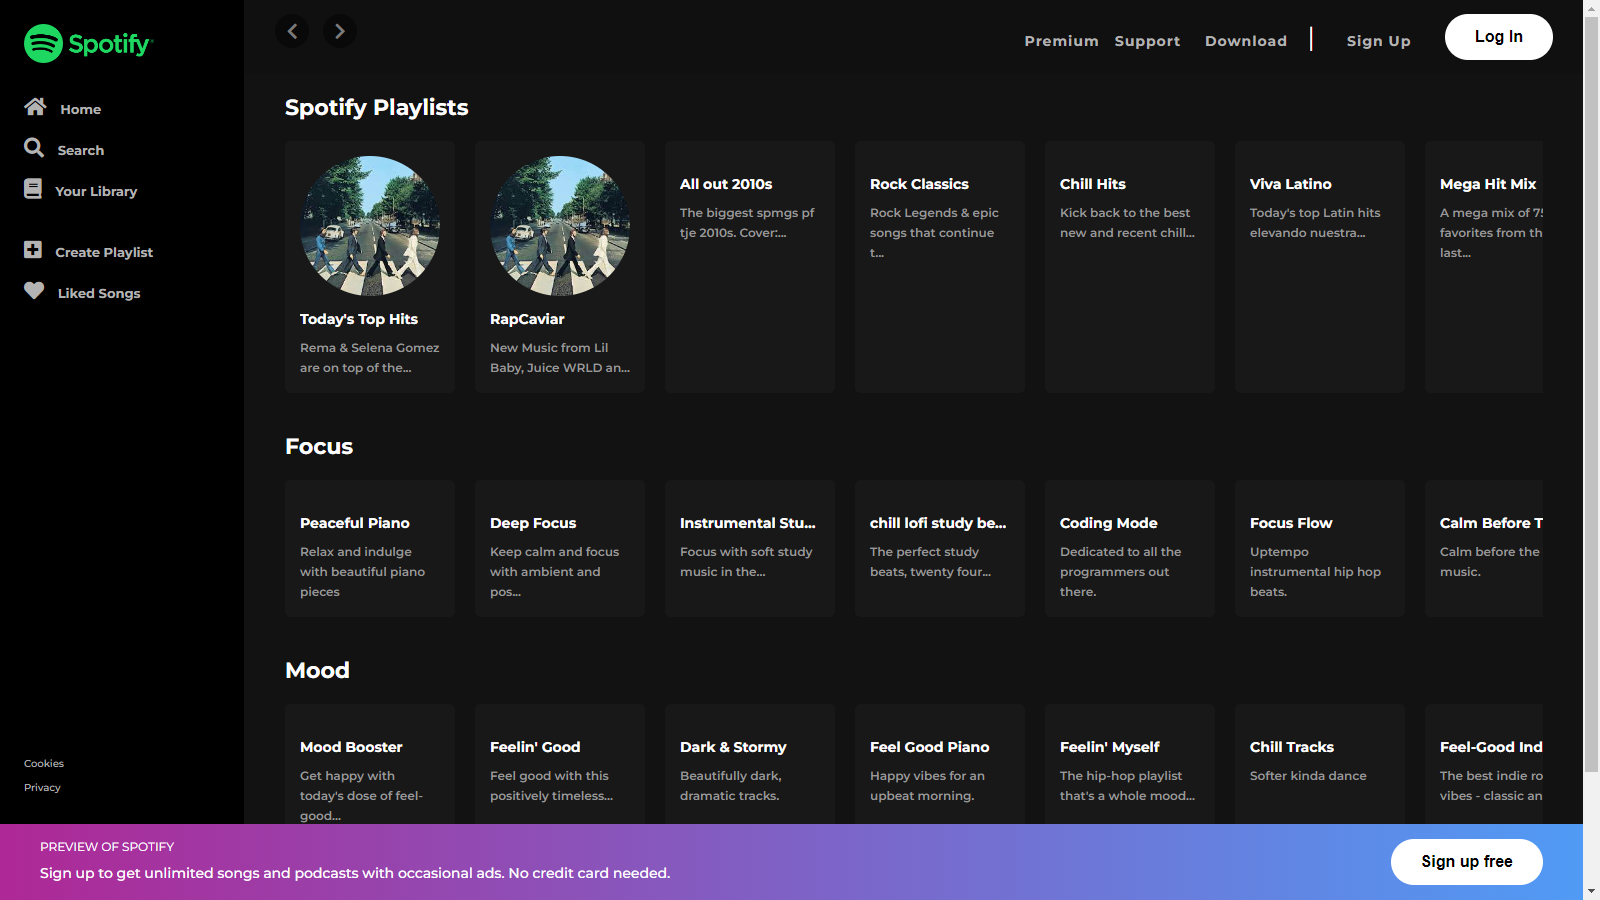 Spotify
Home
Search
Your Library
Create Playlist
Liked Songs
Cookies
Privacy
Premium Support Download | Sign Up Log In
Spotify Playlists
Today's Top Hits
Rema & Selena Gomez
are on top of the...
RapCaviar
New Music from Lil
Baby, Juice WRLD an...
All out 2010s
The biggest spmgs pf
tje 2010s. Cover:...
Rock Classics
Rock Legends & epic
songs that continue
t...
Chill Hits
Kick back to the best
new and recent chill...
Viva Latino
Today's top Latin hits
elevando nuestra...
Mega Hit Mix
A mega mix of 75
favorites from th
last...
Focus
Peaceful Piano
Relax and indulge
with beautiful piano
pieces
Deep Focus
Keep calm and focus
with ambient and
pos...
Instrumental Stu...
Focus with soft study
music in the...
chill lofi study be...
The perfect study
beats, twenty four...
Coding Mode
Dedicated to all the
programmers out
there.
Focus Flow
Uptempo
instrumental hip hop
beats.
Calm Before T
Calm before the
music.
Mood
Mood Booster
Get happy with
today's dose of feel-
good...
Feelin' Good
Feel good with this
positively timeless...
Dark & Stormy
Beautifully dark,
dramatic tracks.
Feel Good Piano
Happy vibes for an
upbeat morning.
Feelin' Myself
The hip-hop playlist
that's a whole mood...
Chill Tracks
Softer kinda dance
Feel-Good Ind
The best indie ro
vibes - classic an
PREVIEW OF SPOTIFY
Sign up to get unlimited songs and podcasts with occasional ads. No credit card needed.
Sign up free